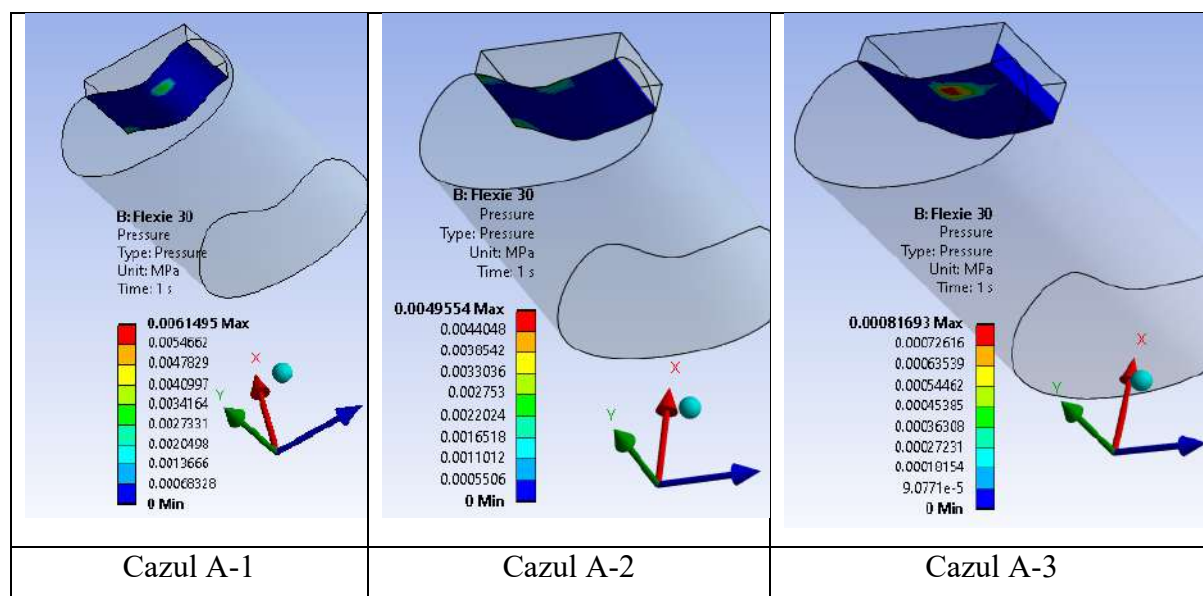 B: Flexie 30
Pressure
Type: Pressure
Unit: MPa
Time: 1 s
0.0061495 Max
0.0054662
0.0047829
0.0040997
0.0034164
0.0027331
0.0020498
0.0013666
0.00068328
0 Min
X
Y
Cazul A-1
B: Flexie 30
Pressure
Type: Pressure
Unit: MPa
Time: 1 s
0.0049554 Max
0.0044048
0.0038542
0.0033036
0.002753
0.0022024
0.0016518
0.0011012
0.0005506
0 Min
X
Y
Cazul A-2
B: Flexie 30
Pressure
Type: Pressure
Unit: MPa
Time: 1 s
0.00081693 Max
0.00072616
0.00063539
0.00054462
0.00045385
0.00036308
0.00027231
0.00018154
9.0771e-5
0 Min
X
Y
Cazul A-3